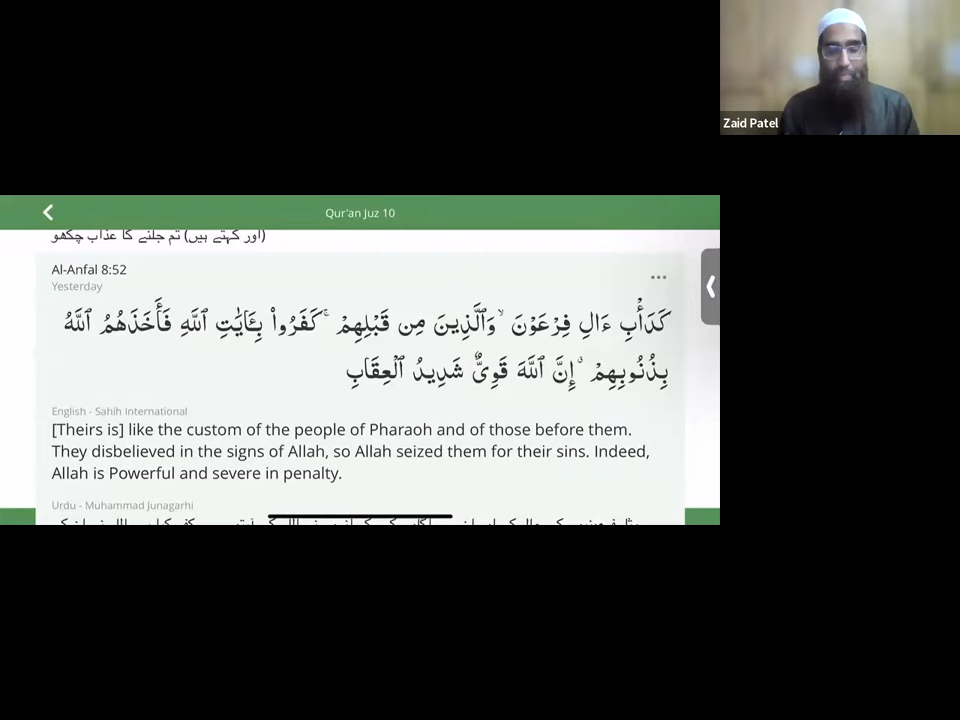 Zaid Patel
Qur'an Juz 10
(اور کہتے ہیں) تم جلنے کا عذاب چکھو
Al-Anfal 8:52
Yesterday
كَدَأْبِ ءَالِ فِرْعَوْنَ ۙ وَٱلَّذِينَ مِن قَبْلِهِمْ ۚ كَفَرُوا۟ بِـَٔايَـٰتِ ٱللَّهِ فَأَخَذَهُمُ ٱللَّهُ
بِذُنُوبِهِمْ ۗ إِنَّ ٱللَّهَ قَوِىٌّ شَدِيدُ ٱلْعِقَابِ
English - Sahih International
[Theirs is] like the custom of the people of Pharaoh and of those before them.
They disbelieved in the signs of Allah, so Allah seized them for their sins. Indeed,
Allah is Powerful and severe in penalty.
Urdu - Muhammad Junagarhi